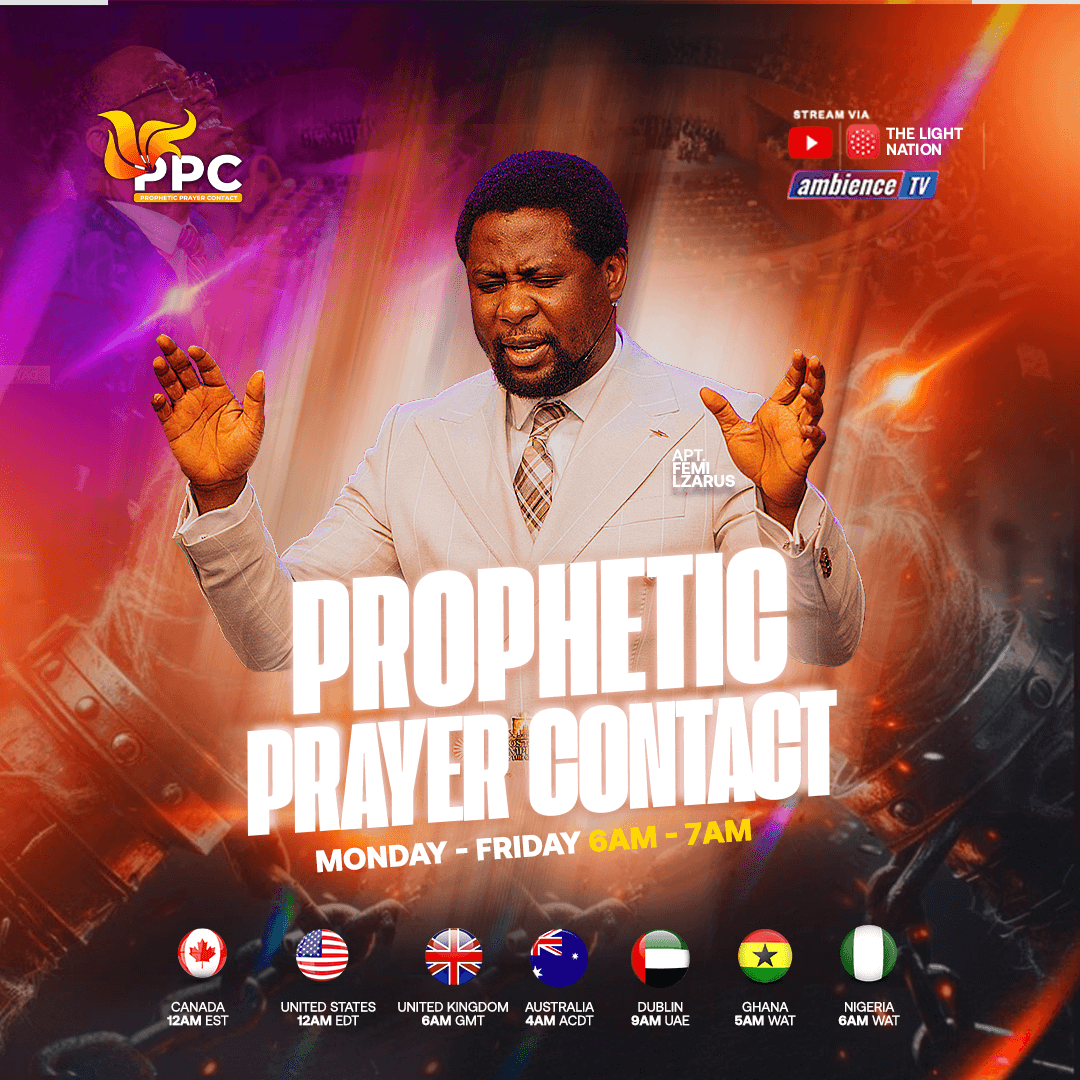 PPC
PROPHETIC PRAYER CONTACT
STREAM VIA
THE LIGHT
NATION
ambience TV
APT.
FEMI
LZARUS
PROPHETIC
PRAYER CONTACT
MONDAY - FRIDAY 6AM - 7AM
CANADA
12AM EST
UNITED STATES
12AM EDT
UNITED KINGDOM
6AM GMT
AUSTRALIA
4AM ACDT
DUBLIN
9AM UAE
GHANA
5AM WAT
NIGERIA
6AM WAT